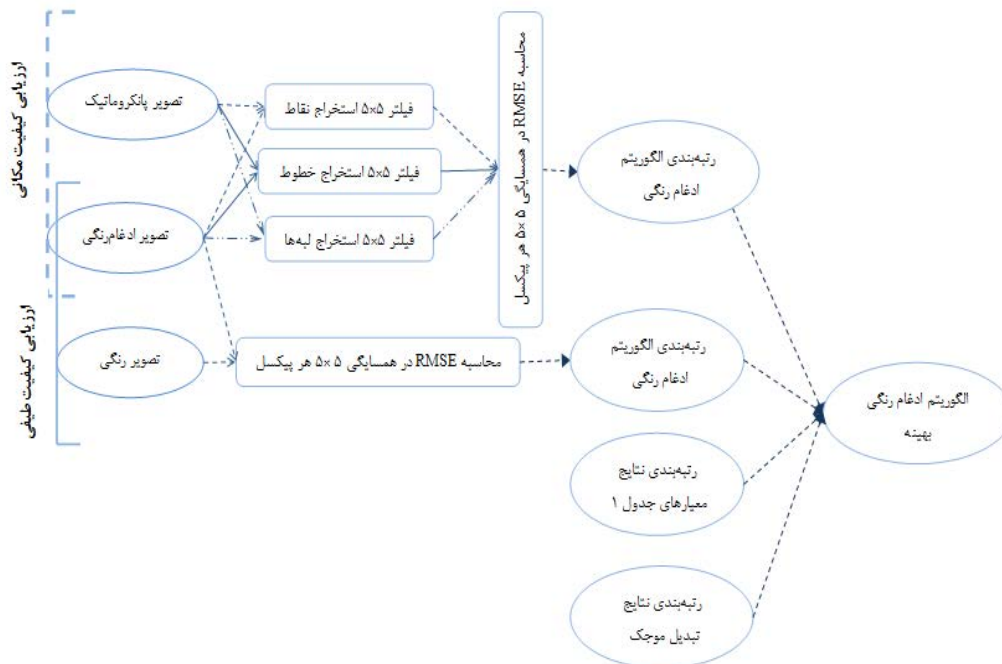 ارزیابی کیفیت مکانی
ارزیابی کیفیت طیفی
تصویر پانکروماتیک
تصویر ادغام‌رنگی
تصویر رنگی
فیلتر ۵×۵ استخراج نقاط
فیلتر ۵×۵ استخراج خطوط
فیلتر ۵×۵ استخراج لبه‌ها
محاسبه RMSE در همسایگی ۵×۵ هر پیکسل
محاسبه RMSE در همسایگی ۵×۵ هر پیکسل
رتبه‌بندی الگوریتم
ادغام رنگی
رتبه‌بندی الگوریتم
ادغام رنگی
رتبه‌بندی نتایج
معیارهای جدول ۱
رتبه‌بندی نتایج
تبدیل موجک
الگوریتم ادغام رنگی
بهینه